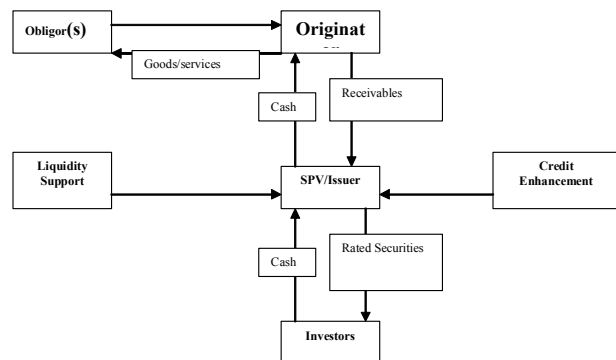 Obligor(s)
Originat
Goods/services
Cash
Receivables
Liquidity
Support
SPV/Issuer
Credit
Enhancement
Cash
Rated Securities
Investors